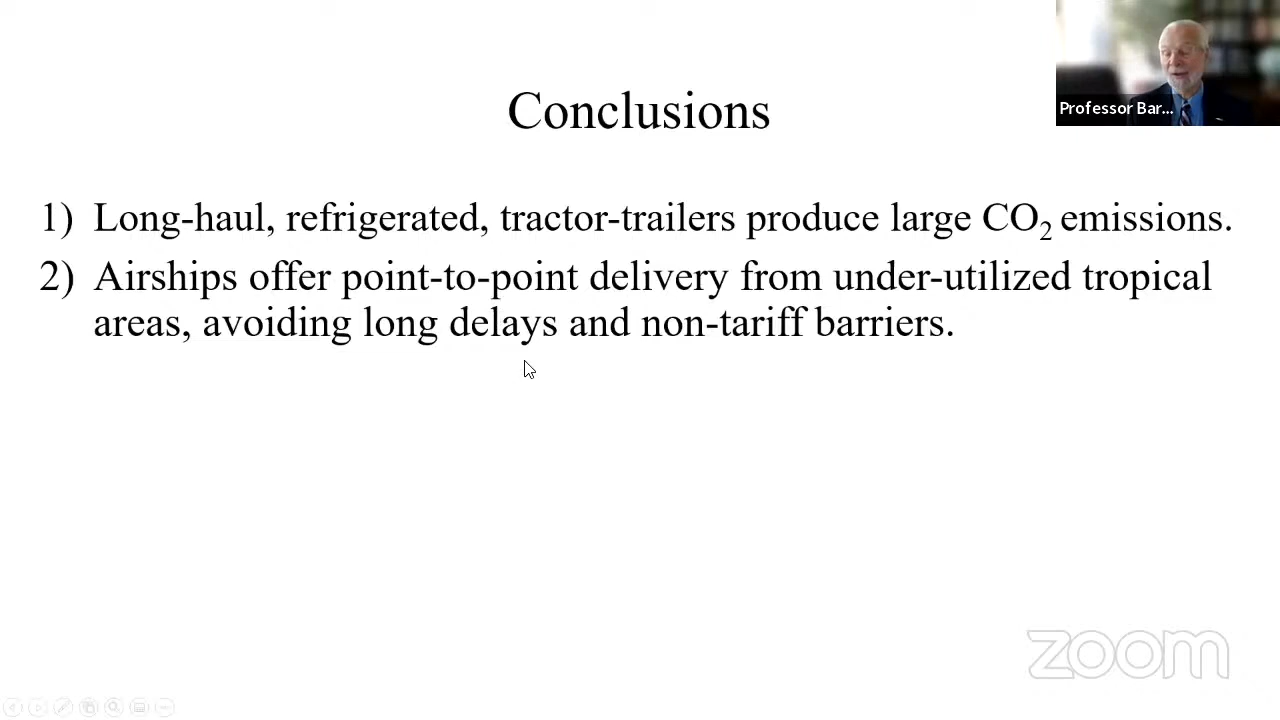 Professor Bar...
Conclusions
1) Long-haul, refrigerated, tractor-trailers produce large CO₂ emissions.
2) Airships offer point-to-point delivery from under-utilized tropical
areas, avoiding long delays and non-tariff barriers.
zoom